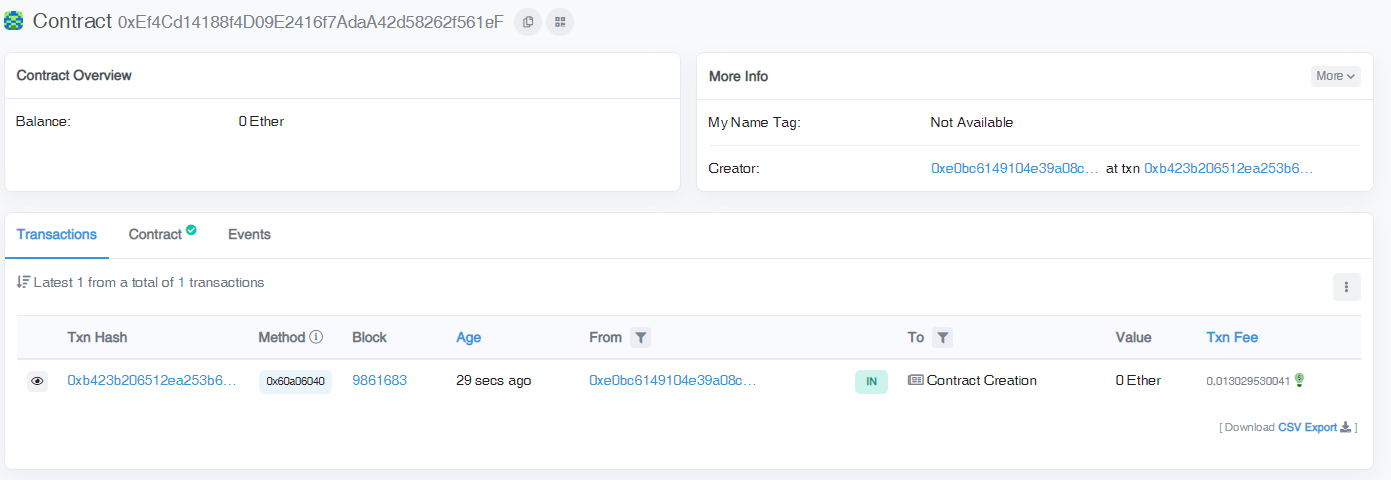 Contract 0xEf4Cd14188f4D09E2416f7AdaA42d58262f561eF
Contract Overview
Balance: 0 Ether
More Info More
My Name Tag: Not Available
Creator: 0xe0bc6149104e39a08c... at txn 0xb423b206512ea253b6...
Transactions Contract Events
Latest 1 from a total of 1 transactions
Txn Hash Method Block Age From To Value Txn Fee
0xb423b206512ea253b6... 0x60a06040 9861683 29 secs ago 0xe0bc6149104e39a08c... IN Contract Creation 0 Ether 0.013029530041
[ Download CSV Export ]